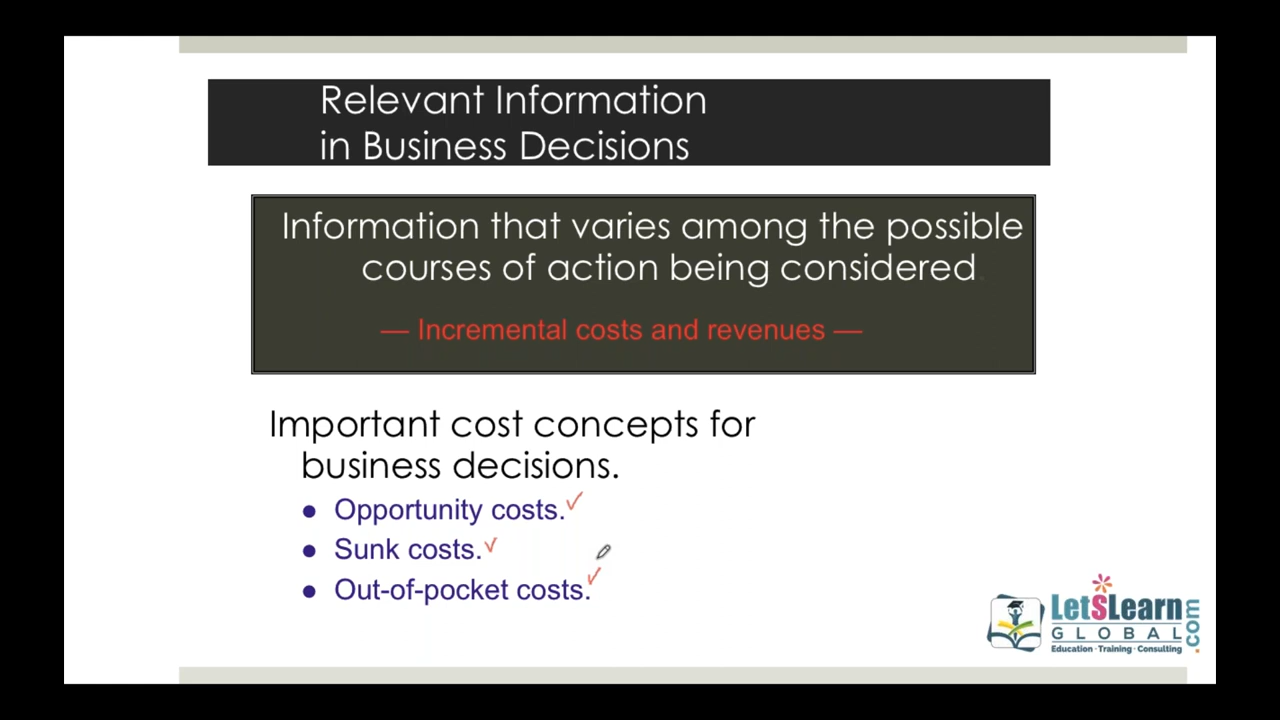 Relevant Information
in Business Decisions
Information that varies among the possible
courses of action being considered.
— Incremental costs and revenues —
Important cost concepts for
business decisions.
● Opportunity costs.✓
● Sunk costs.✓
● Out-of-pocket costs.✓
LetSLearn
GLOBAL
.com
Education · Training · Consulting